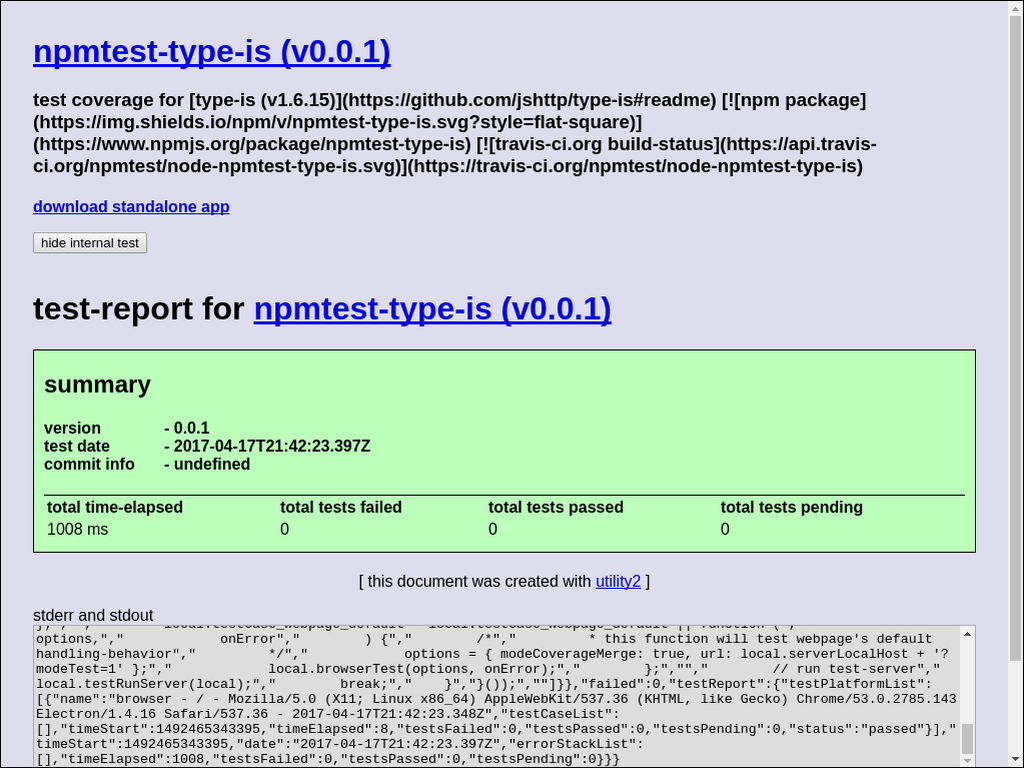 npmtest-type-is (v0.0.1)
test coverage for [type-is (v1.6.15)](https://github.com/jshttp/type-is#readme) [![npm package]
(https://img.shields.io/npm/v/npmtest-type-is.svg?style=flat-square)]
(https://www.npmjs.org/package/npmtest-type-is) [![travis-ci.org build-status](https://api.travis-
ci.org/npmtest/node-npmtest-type-is.svg)](https://travis-ci.org/npmtest/node-npmtest-type-is)
download standalone app
hide internal test
test-report for npmtest-type-is (v0.0.1)
summary
version - 0.0.1
test date - 2017-04-17T21:42:23.397Z
commit info - undefined
total time-elapsed total tests failed total tests passed total tests pending
1008 ms 0 0 0
[ this document was created with utility2 ]
stderr and stdout
options,"," onError"," ) {"," /*"," * this function will test webpage's default
handling-behavior"," */"," options = { modeCoverageMerge: true, url: local.serverLocalHost + '?
modeTest=1' };"," local.browserTest(options, onError);"," };",""," // run test-server","
local.testRunServer(local);"," break;"," }","}());",""]}},"failed":0,"testReport":{"testPlatformList":
[{"name":"browser - / - Mozilla/5.0 (X11; Linux x86_64) AppleWebKit/537.36 (KHTML, like Gecko) Chrome/53.0.2785.143
Electron/1.4.16 Safari/537.36 - 2017-04-17T21:42:23.348Z","testCaseList":
[],"timeStart":1492465343395,"timeElapsed":8,"testsFailed":0,"testsPassed":0,"testsPending":0,"status":"passed"}],"
timeStart":1492465343395,"date":"2017-04-17T21:42:23.397Z","errorStackList":
[],"timeElapsed":1008,"testsFailed":0,"testsPassed":0,"testsPending":0}}}